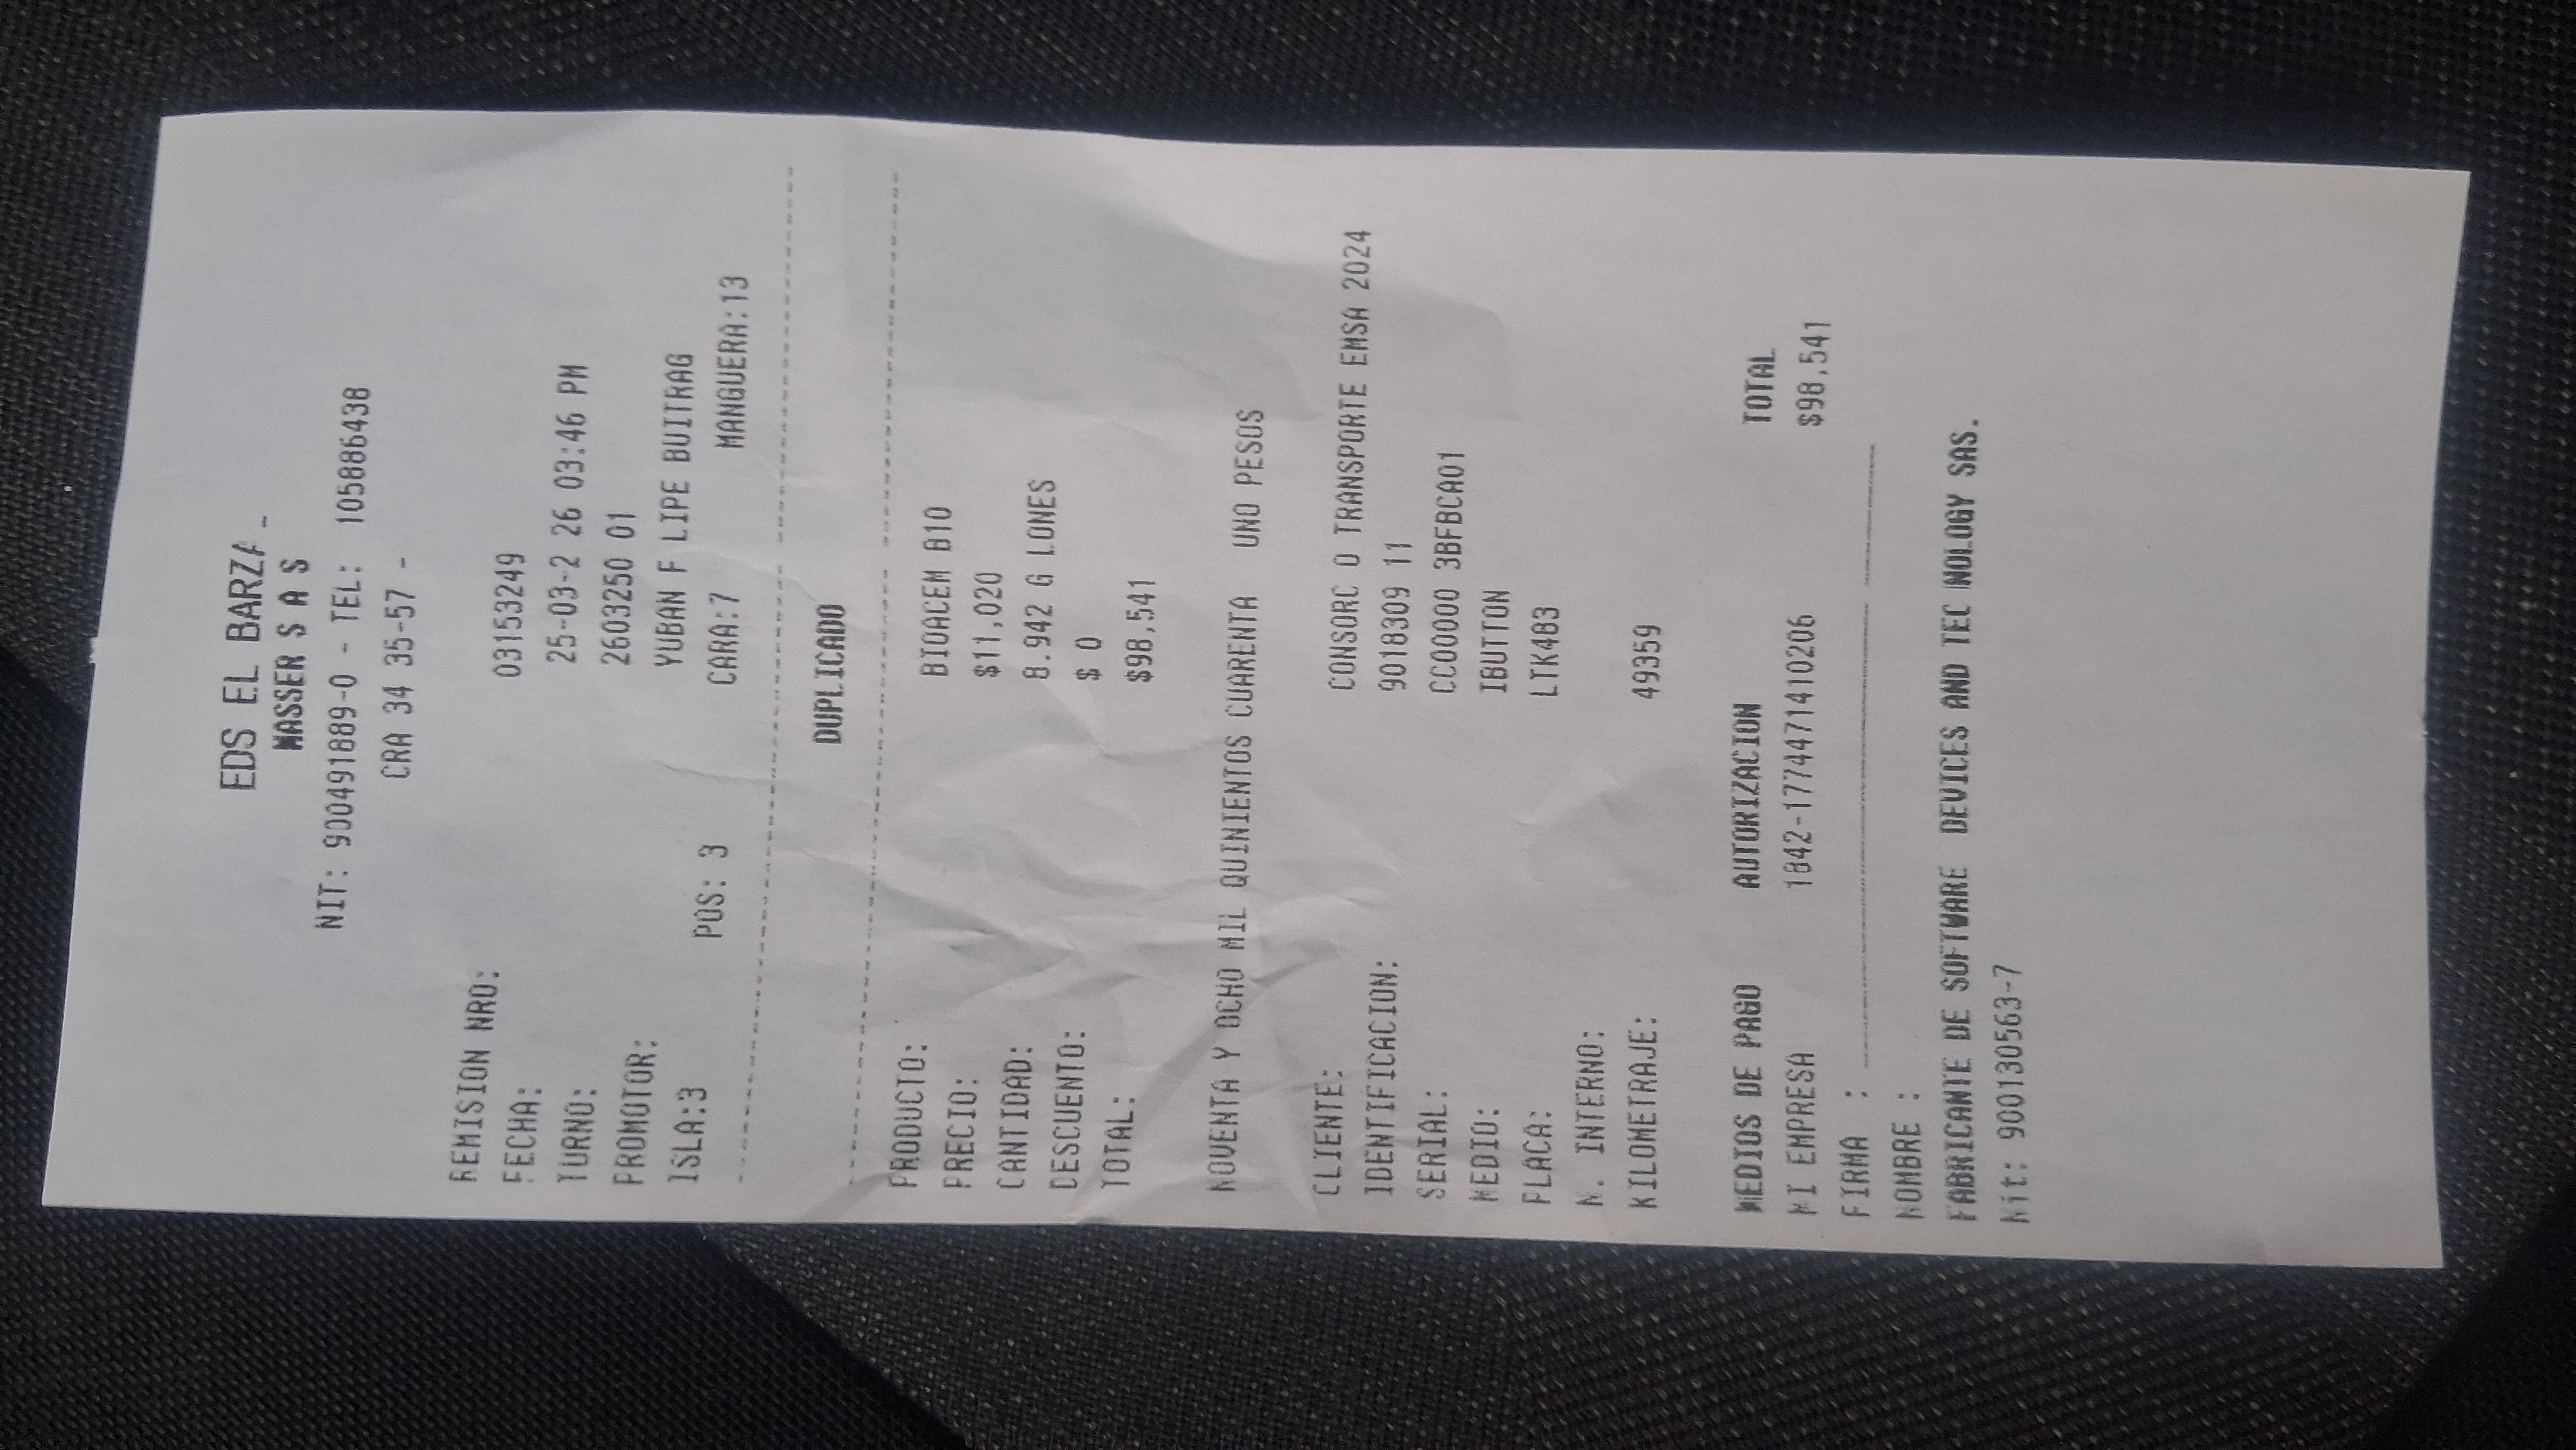 EDS EL BARZA -
MASSER S A S
NIT: 900491889-0 - TEL: 105886438
CRA 34 35-57 -
REMISION NRO: 03153249
FECHA: 25-03-2 26 03:46 PM
TURNO: 2603250 01
PROMOTOR: YUBAN F LIPE BUITRAG
ISLA:3 POS: 3 CARA:7 MANGUERA:13
DUPLICADO
PRODUCTO: BIOACEM B10
PRECIO: $11,020
CANTIDAD: 8.942 G LONES
DESCUENTO: $ 0
TOTAL: $98,541
NOVENTA Y OCHO MIL QUINIENTOS CUARENTA UNO PESOS
CLIENTE: CONSORC O TRANSPORTE EMSA 2024
IDENTIFICACION: 9018309 11
SERIAL: CC00000 3BFBCA01
MEDIO: IBUTTON
PLACA: LTK483
N. INTERNO:
KILOMETRAJE: 49359
MEDIOS DE PAGO AUTORIZACION TOTAL
MI EMPRESA 1842-1774471410206 $98,541
FIRMA :
NOMBRE :
FABRICANTE DE SOFTWARE DEVICES AND TEC NOLOGY SAS.
Nit: 900130563-7